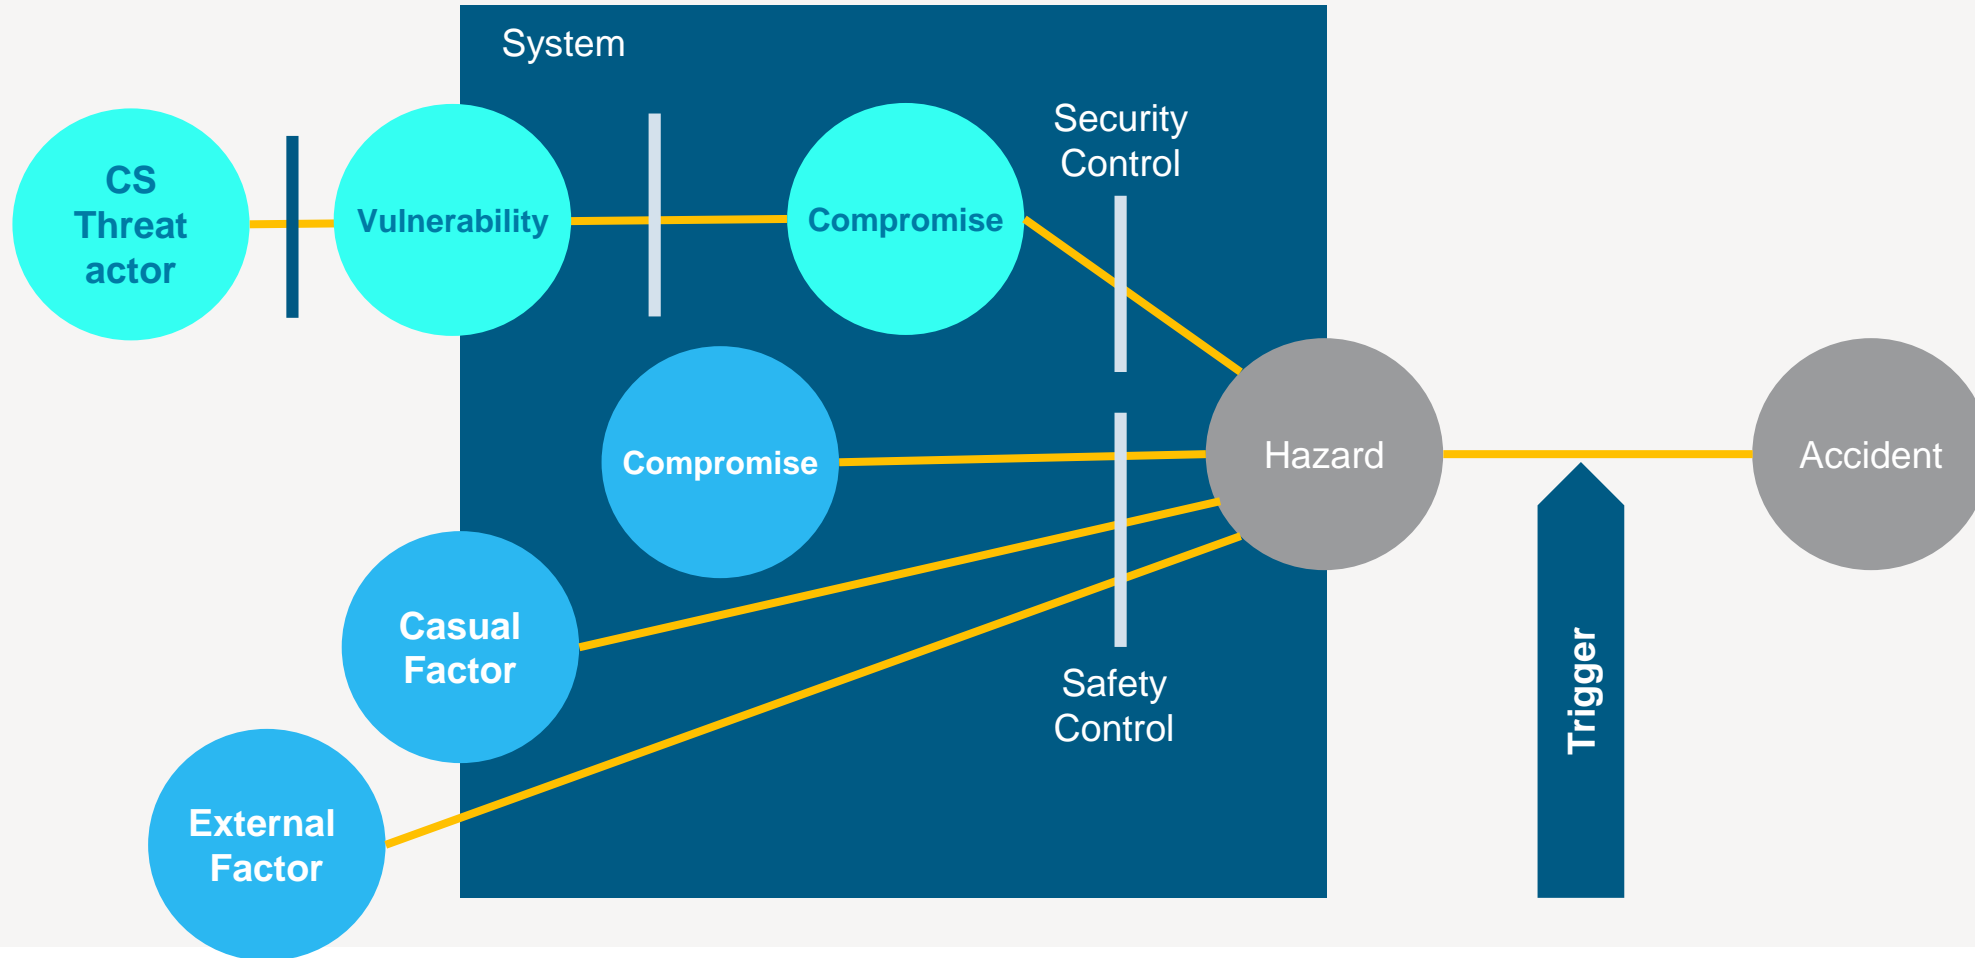 System
CS
Threat
actor
Vulnerability
Compromise
Security
Control
Compromise
Hazard
Accident
Casual
Factor
Safety
Control
Trigger
External
Factor